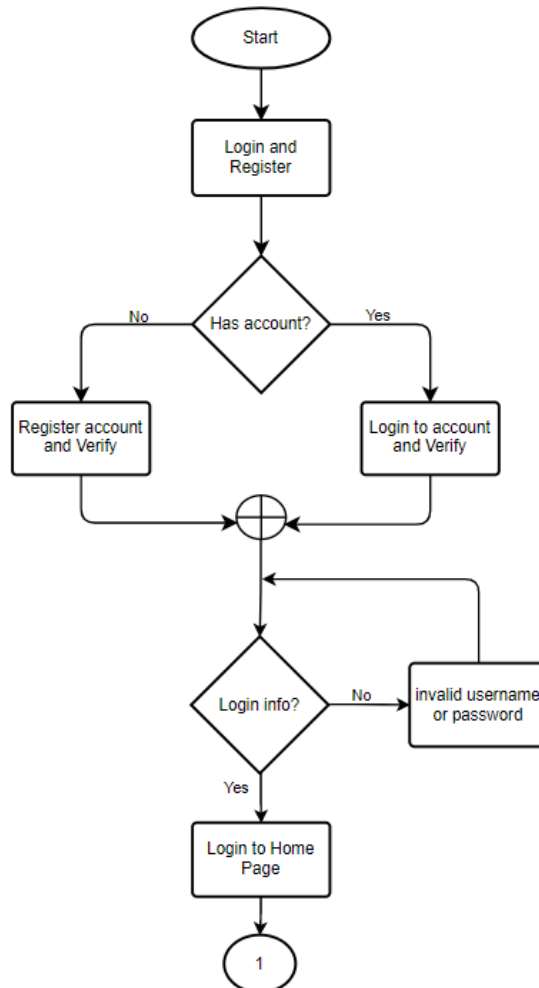 Start
Login and
Register
Has account?
No
Yes
Register account
and Verify
Login to account
and Verify
Login info?
No
invalid username
or password
Yes
Login to Home
Page
1